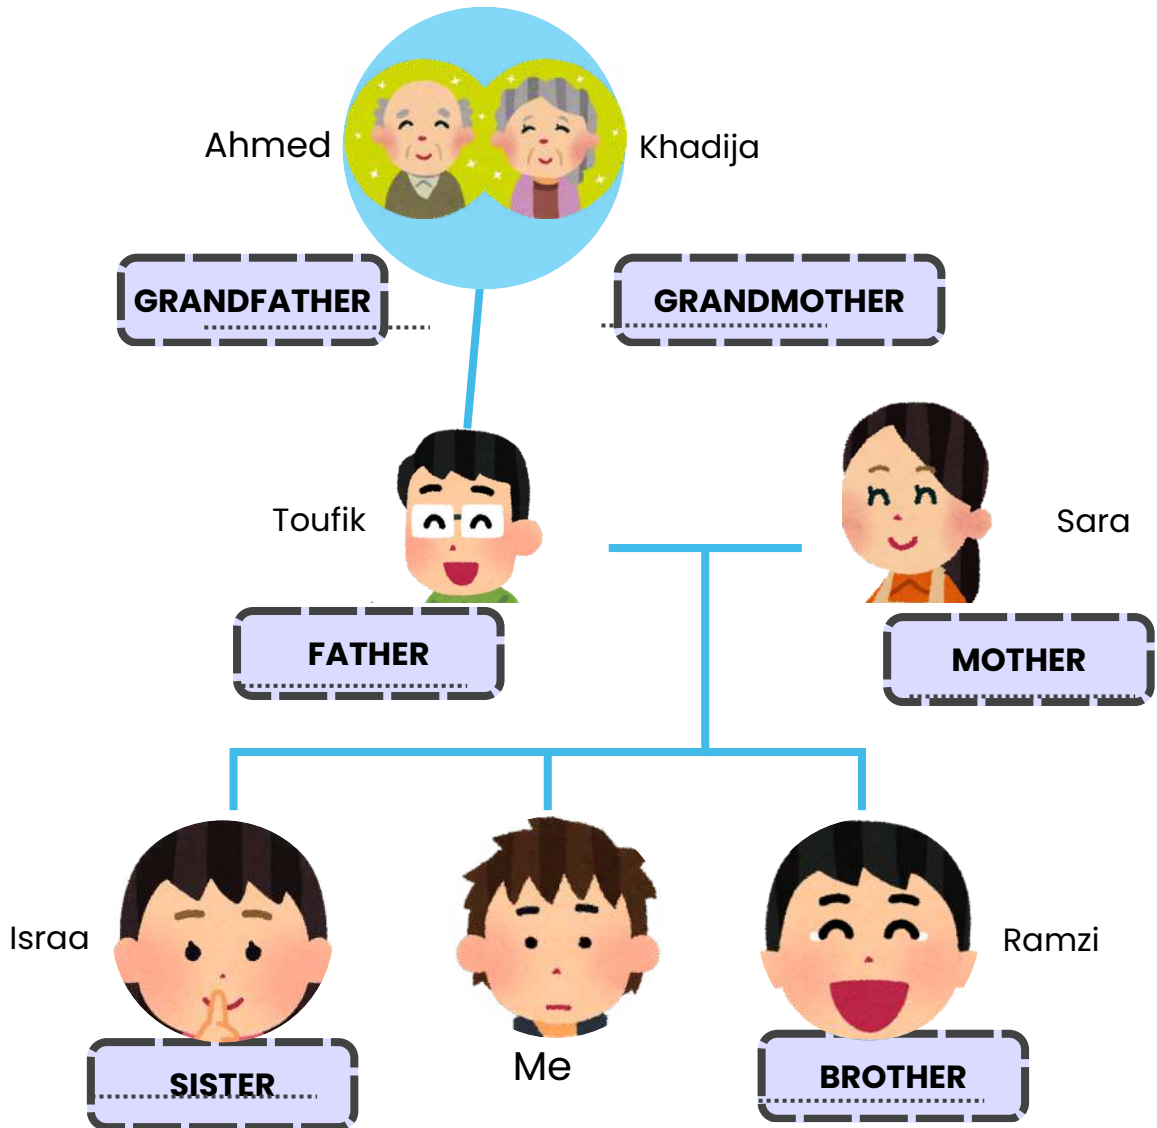 Ahmed
Khadija
GRANDFATHER
GRANDMOTHER
Toufik
Sara
FATHER
MOTHER
Israa
Ramzi
Me
SISTER
BROTHER